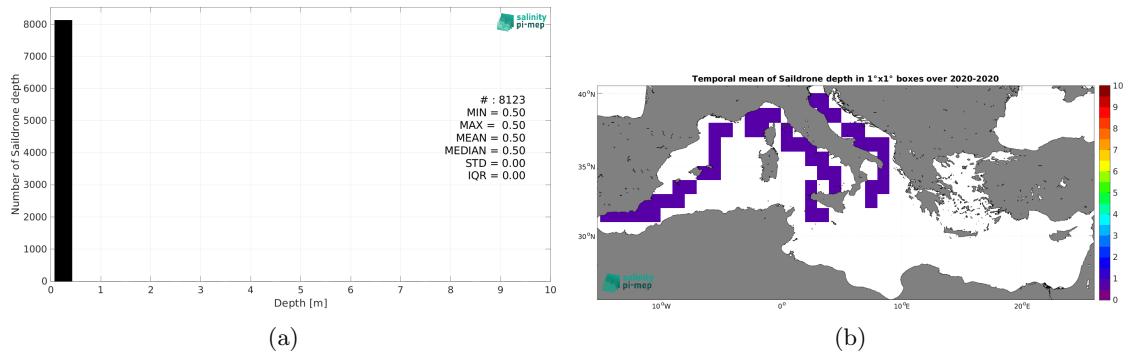 salinity
pi-mep
8000
7000
6000
5000
4000
3000
2000
1000
0
Number of Saildrone depth
# : 8123
MIN = 0.50
MAX = 0.50
MEAN = 0.50
MEDIAN = 0.50
STD = 0.00
IQR = 0.00
0 1 2 3 4 5 6 7 8 9 10
Depth [m]
(a)
Temporal mean of Saildrone depth in 1°x1° boxes over 2020-2020
40°N
35°N
30°N
10°W 0° 10°E 20°E
salinity
pi-mep
10
9
8
7
6
5
4
3
2
1
0
(b)